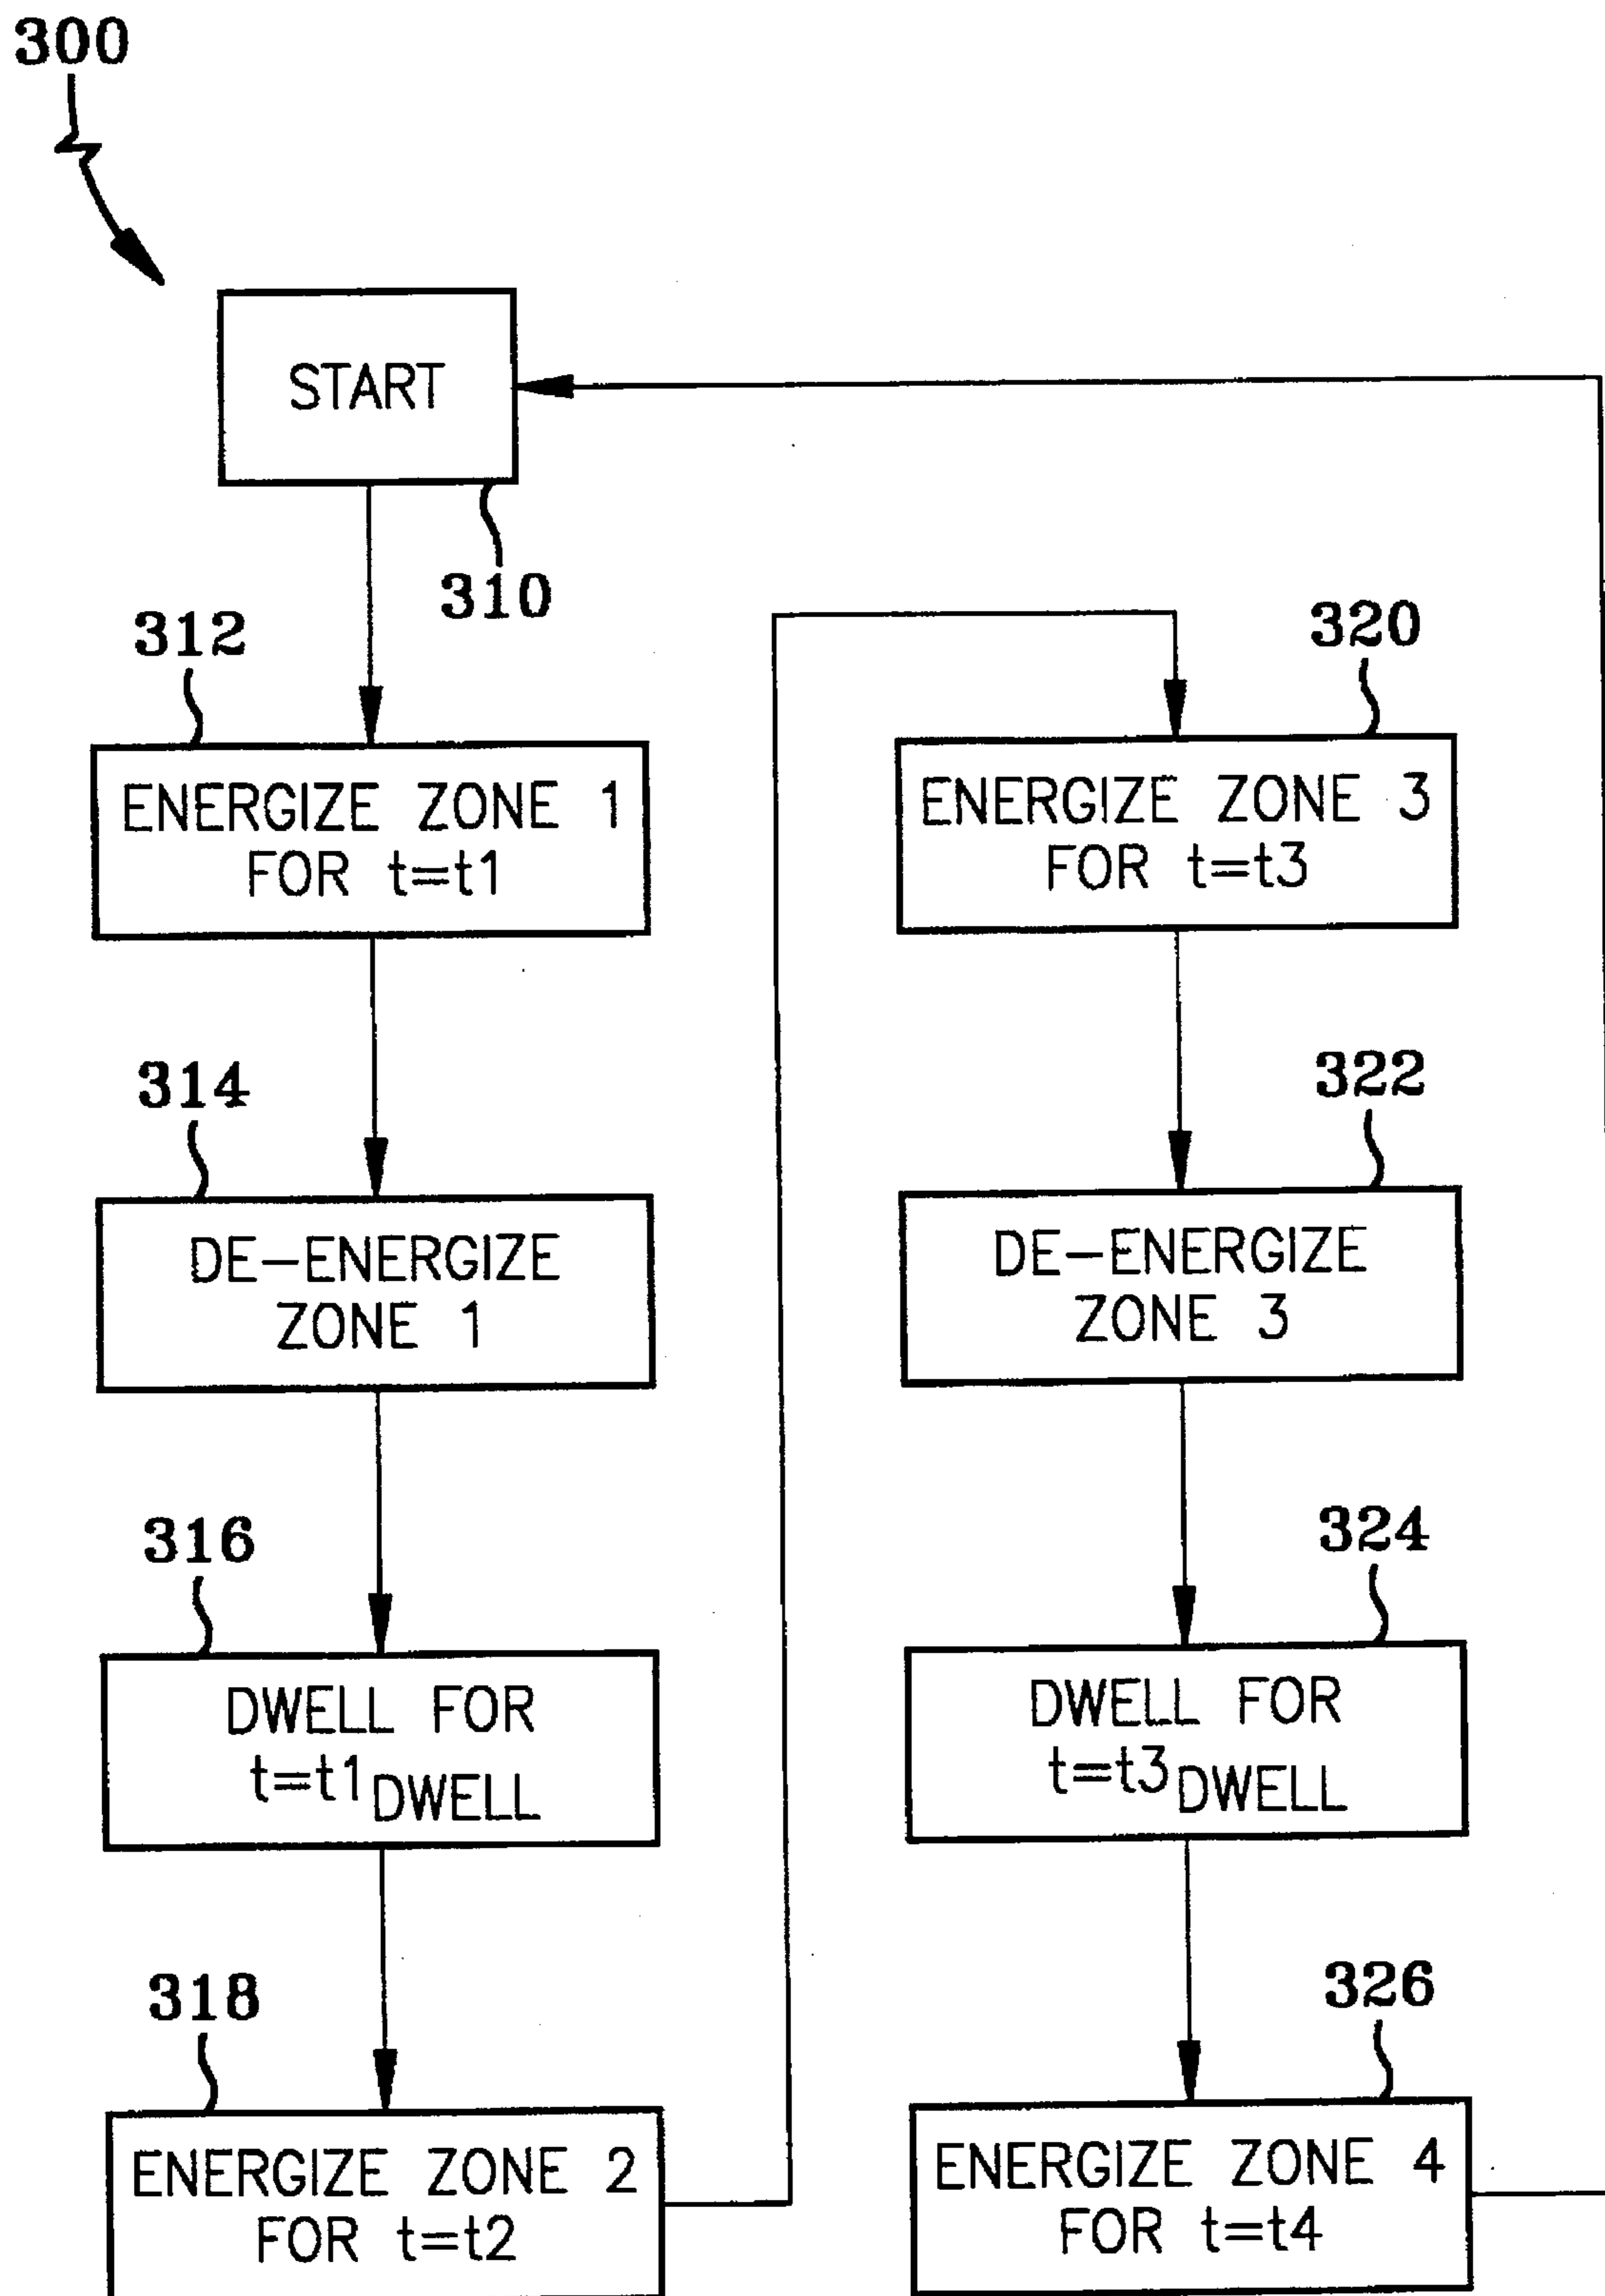 300
START
310
312
ENERGIZE ZONE 1
FOR t=t1
314
DE-ENERGIZE
ZONE 1
316
DWELL FOR
t=t1DWELL
318
ENERGIZE ZONE 2
FOR t=t2
320
ENERGIZE ZONE 3
FOR t=t3
322
DE-ENERGIZE
ZONE 3
324
DWELL FOR
t=t3DWELL
326
ENERGIZE ZONE 4
FOR t=t4